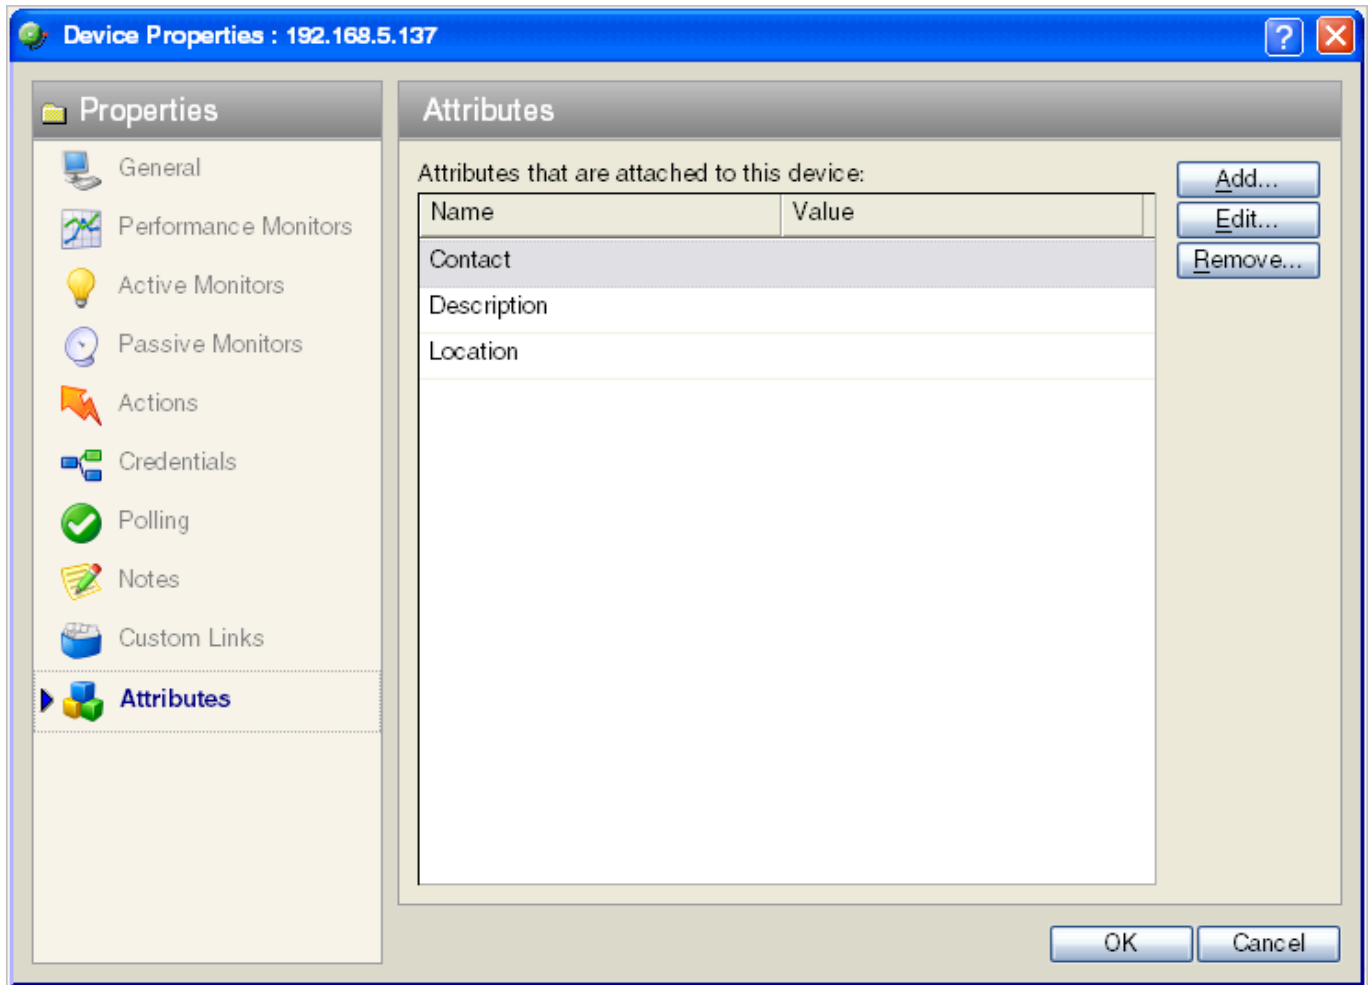 Device Properties : 192.168.5.137
?
Properties
General
Performance Monitors
Active Monitors
Passive Monitors
Actions
Credentials
Polling
Notes
Custom Links
Attributes
Attributes
Attributes that are attached to this device:
Name Value
Contact
Description
Location
Add...
Edit...
Remove...
OK Cancel